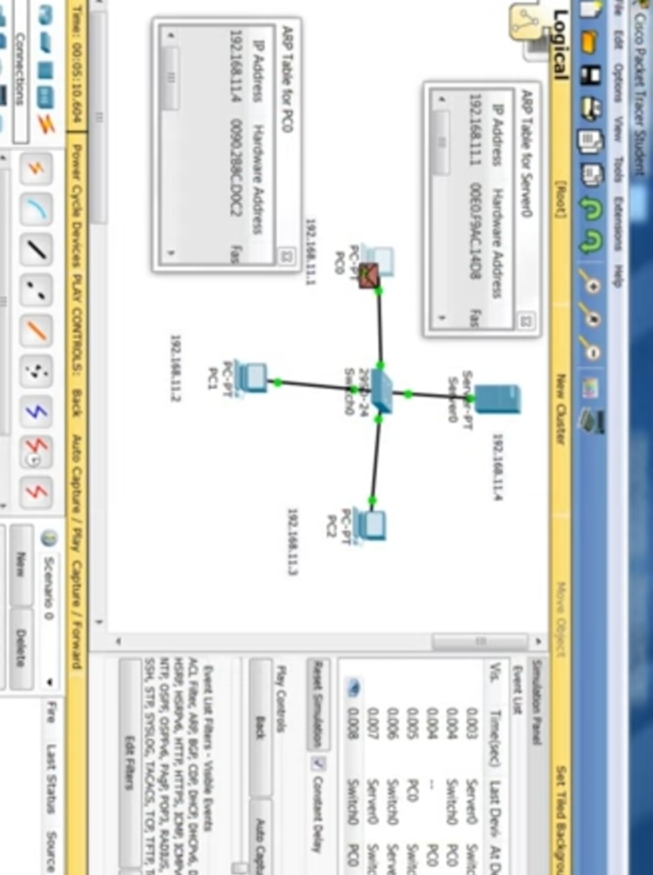 Cisco Packet Tracer Student
File Edit Options View Tools Extensions Help
Logical [Root] New Cluster Move Object Set Tiled Backgrou
ARP Table for Server0
IP Address Hardware Address
192.168.11.1 00E0.F9AC.14D8 Fas
ARP Table for PC0
IP Address Hardware Address
192.168.11.4 0090.2B8C.D0C2 Fas
Server-PT
Server0
192.168.11.4
PC-PT
PC0
192.168.11.1
2950-24
Switch0
PC-PT
PC2
192.168.11.3
PC-PT
PC1
192.168.11.2
Simulation Panel
Event List
Vis. Time(sec) Last Devi At D
0.003 Server0 Switc
0.004 Switch0 PC0
0.004 -- PC0
0.005 PC0 Switc
0.006 Switch0 Serve
0.007 Server0 Switc
0.008 Switch0 PC0
Reset Simulation Constant Delay
Play Controls
Back Auto Captu
Event List Filters - Visible Events
ACL Filter, ARP, BGP, CDP, DHCP, DHCPv6, D
HSRP, HSRPv6, HTTP, HTTPS, ICMP, ICMPv
NTP, OSPF, OSPFv6, PAgP, POP3, RADIUS,
SSH, STP, SYSLOG, TACACS, TCP, TFTP, T
Edit Filters
Time: 00:05:10.604 Power Cycle Devices PLAY CONTROLS: Back Auto Capture / Play Capture / Forward
Connections
Scenario 0
New Delete
Fire Last Status Source